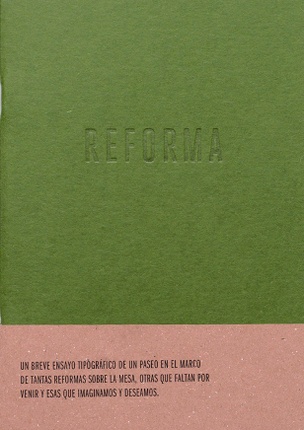 REFORMA
UN BREVE ENSAYO TIPOGRÁFICO DE UN PASEO EN EL MARCO
DE TANTAS REFORMAS SOBRE LA MESA, OTRAS QUE FALTAN POR
VENIR Y ESAS QUE IMAGINAMOS Y DESEAMOS.